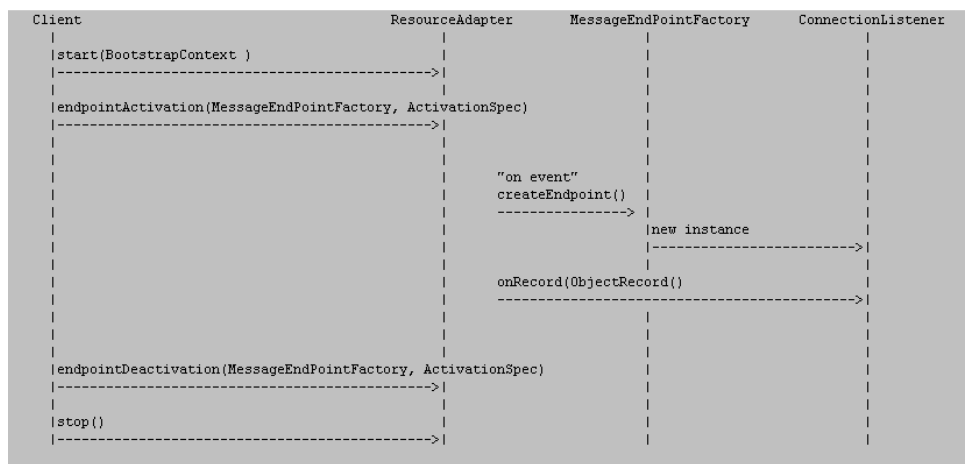 Client ResourceAdapter MessageEndPointFactory ConnectionListener
start(BootstrapContext )
endpointActivation(MessageEndPointFactory, ActivationSpec)
"on event"
createEndpoint()
new instance
onRecord(ObjectRecord()
endpointDeactivation(MessageEndPointFactory, ActivationSpec)
stop()